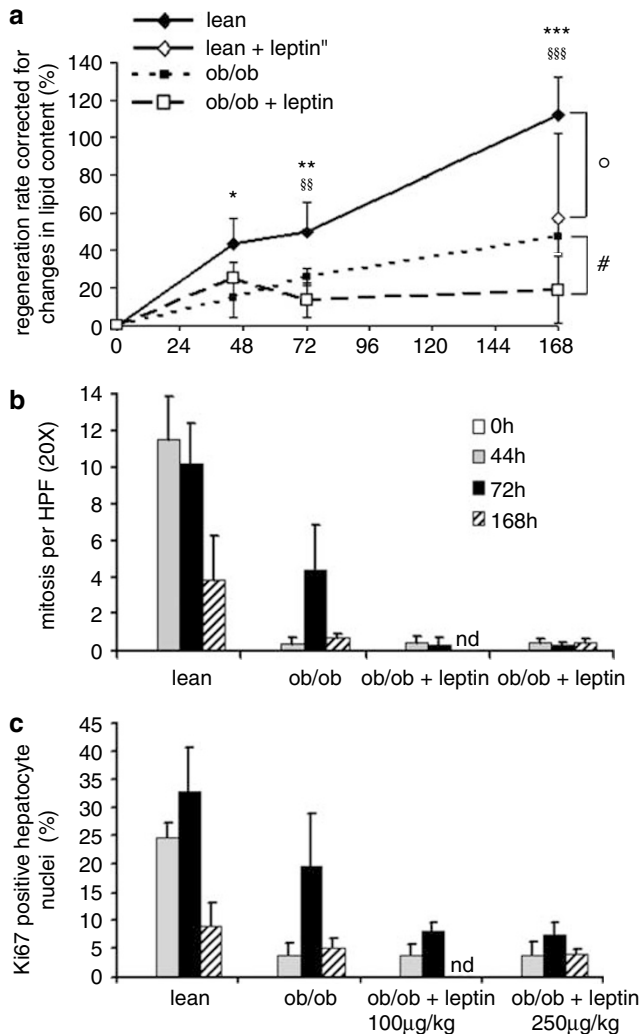 a
lean
lean + leptin"
ob/ob
ob/ob + leptin
regeneration rate corrected for
changes in lipid content (%)
140
120
100
80
60
40
20
0
0 24 48 72 96 120 144 168
*
**
§§
***
§§§
○
#
b
mitosis per HPF (20X)
14
12
10
8
6
4
2
0
0h
44h
72h
168h
nd
lean ob/ob ob/ob + leptin ob/ob + leptin
c
Ki67 positive hepatocyte
nuclei (%)
45
40
35
30
25
20
15
10
5
0
nd
lean ob/ob ob/ob + leptin ob/ob + leptin
100µg/kg 250µg/kg